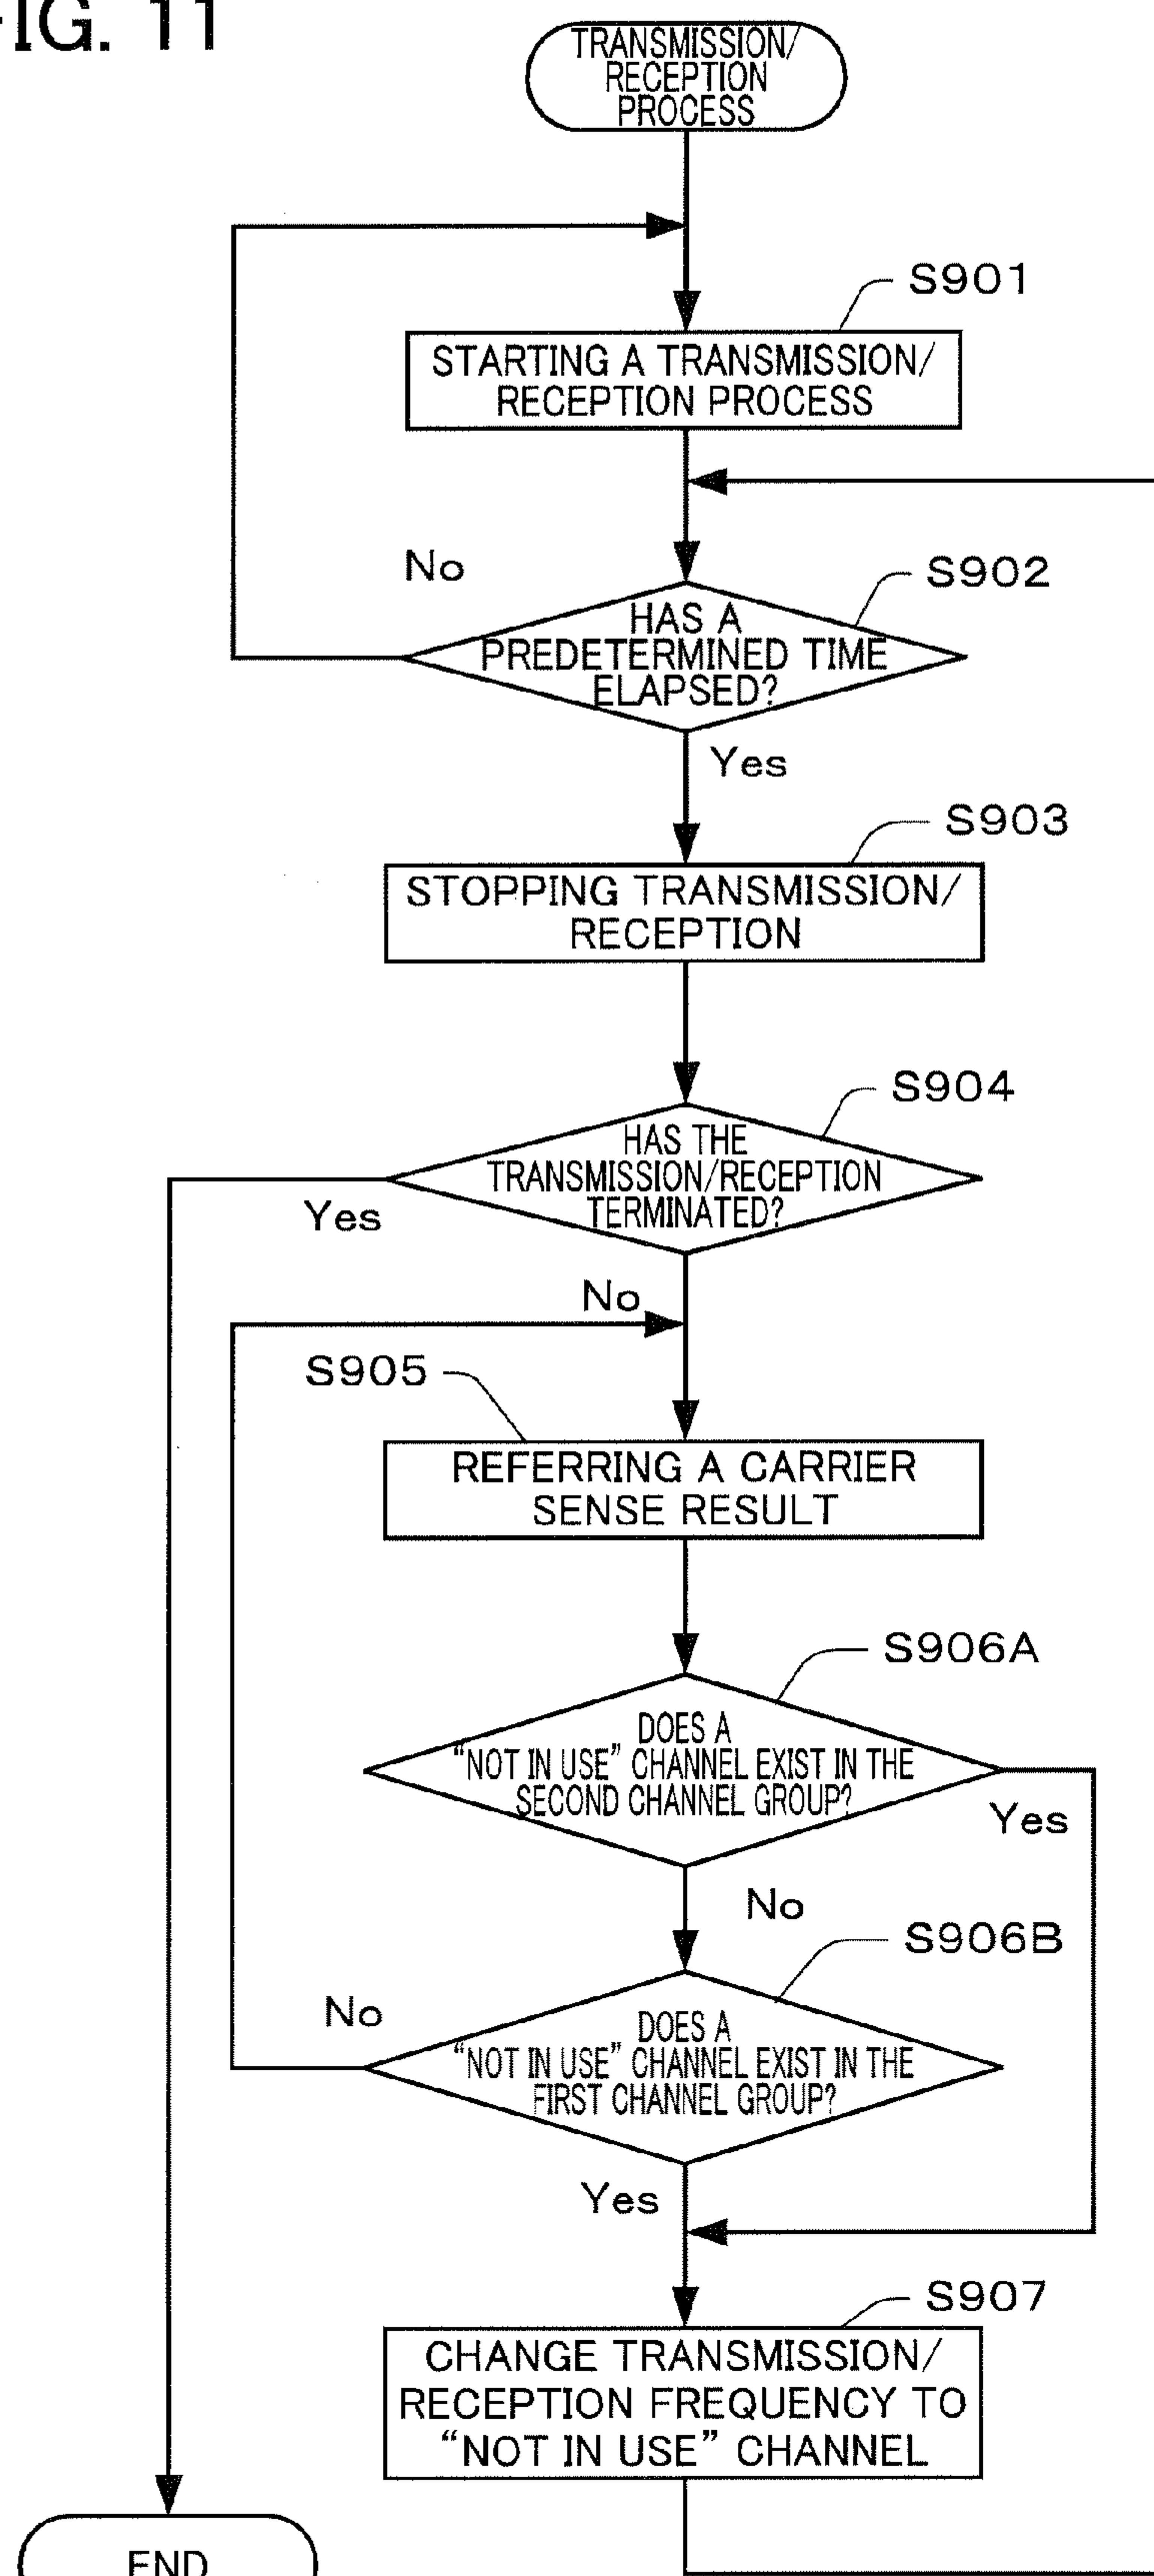 FIG. 11
TRANSMISSION/
RECEPTION
PROCESS
S901
STARTING A TRANSMISSION/
RECEPTION PROCESS
No
S902
HAS A
PREDETERMINED TIME
ELAPSED?
Yes
S903
STOPPING TRANSMISSION/
RECEPTION
S904
HAS THE
TRANSMISSION/RECEPTION
TERMINATED?
Yes
No
S905
REFERRING A CARRIER
SENSE RESULT
S906A
DOES A
“NOT IN USE” CHANNEL EXIST IN THE
SECOND CHANNEL GROUP?
Yes
No
S906B
No
DOES A
“NOT IN USE” CHANNEL EXIST IN THE
FIRST CHANNEL GROUP?
Yes
S907
CHANGE TRANSMISSION/
RECEPTION FREQUENCY TO
“NOT IN USE” CHANNEL
END